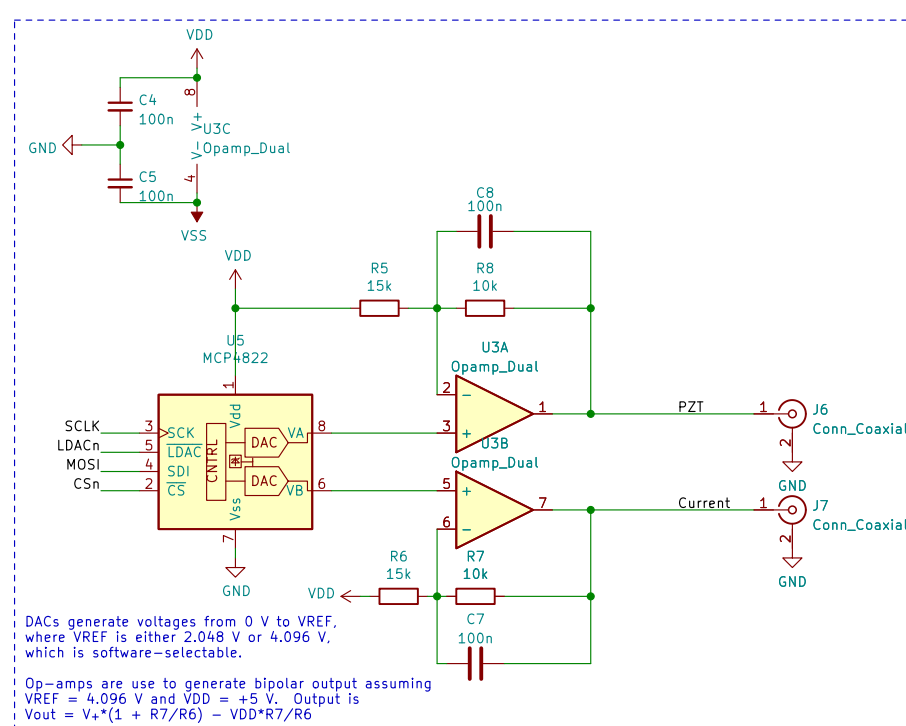 VDD
8
C4
100n
V+
U3C
GND
V-
Opamp_Dual
C5
100n
4
VSS
C8
100n
VDD
R5
15k
R8
10k
U5
MCP4822
U3A
Opamp_Dual
1
Vdd
2
-
1
PZT
1
J6
Conn_Coaxial
SCLK
3
SCK
VA
8
3
+
2
LDACn
5
LDAC
CNTRL
DAC
U3B
Opamp_Dual
GND
MOSI
4
SDI
DAC
CSn
2
CS
VB
6
5
+
7
Current
1
J7
Conn_Coaxial
Vss
6
-
2
7
GND
R6
15k
R7
10k
GND
VDD
C7
100n
DACs generate voltages from 0 V to VREF,
where VREF is either 2.048 V or 4.096 V,
which is software-selectable.
Op-amps are use to generate bipolar output assuming
VREF = 4.096 V and VDD = +5 V.  Output is
Vout = V+*(1 + R7/R6) - VDD*R7/R6